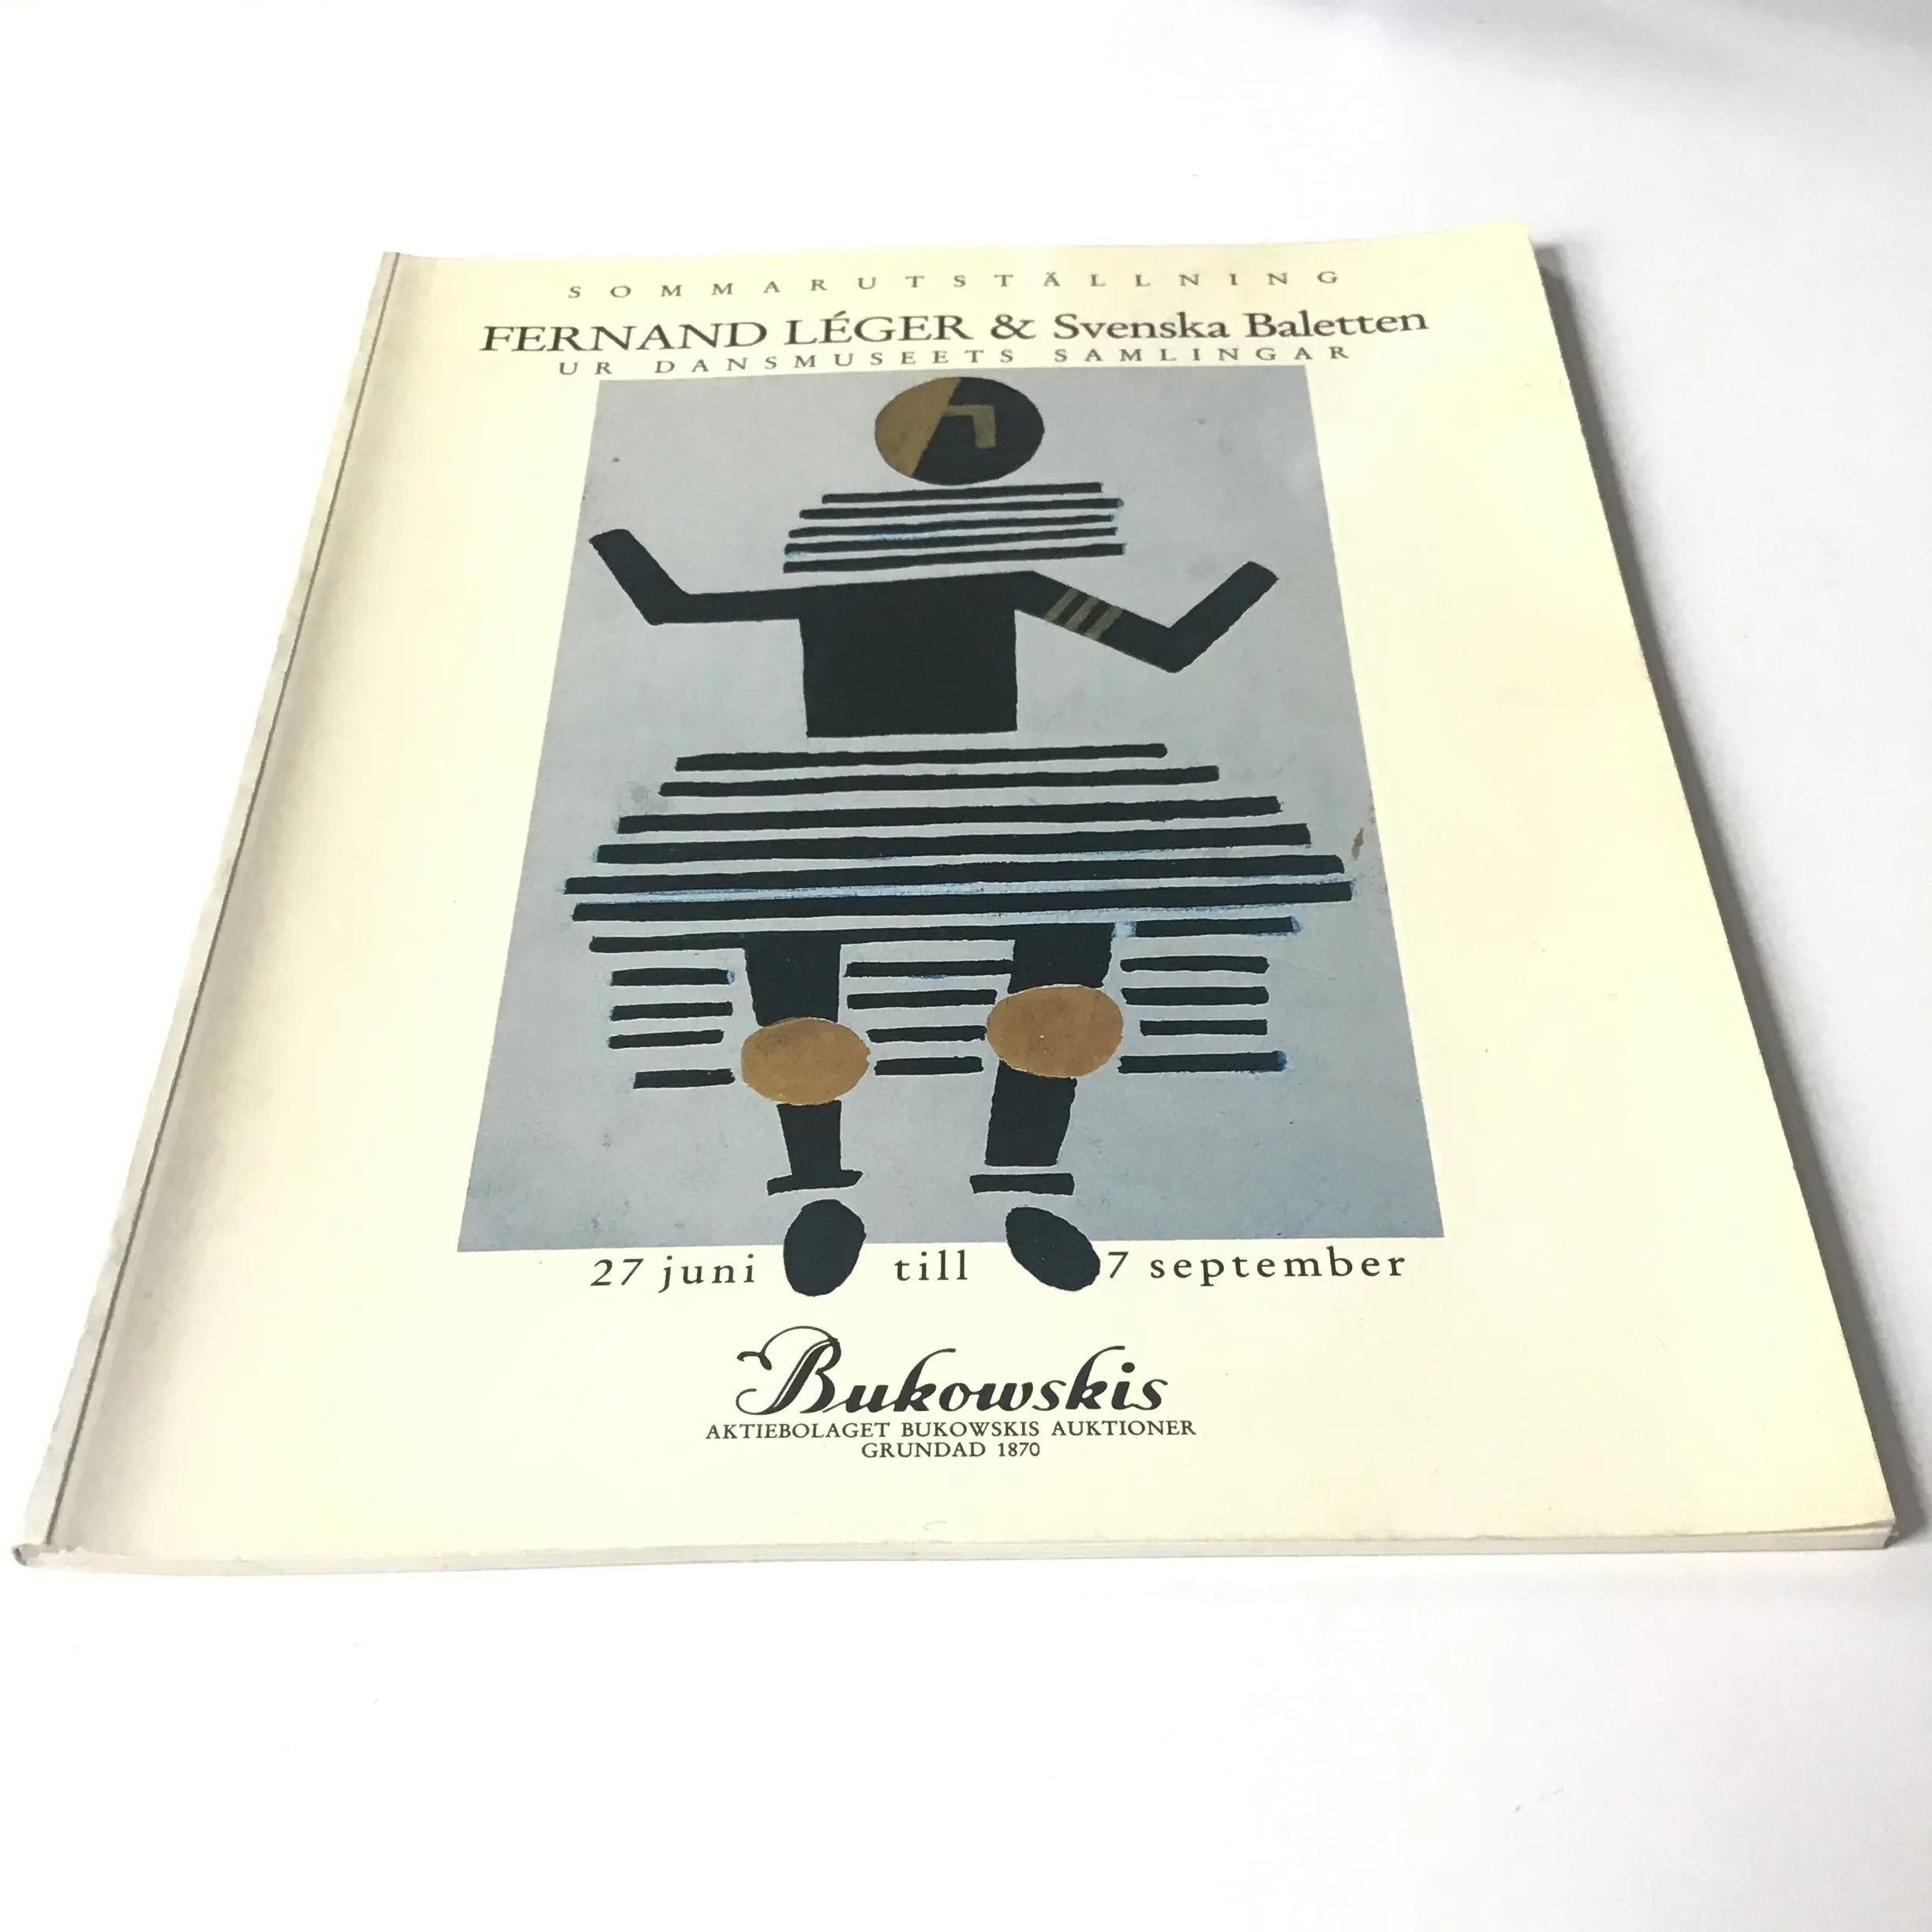 SOMMARUTSTÄLLNING
FERNAND LÉGER & Svenska Baletten
UR DANSMUSEETS SAMLINGAR
27 juni till 7 september
Bukowskis
AKTIEBOLAGET BUKOWSKIS AUKTIONER
GRUNDAD 1870